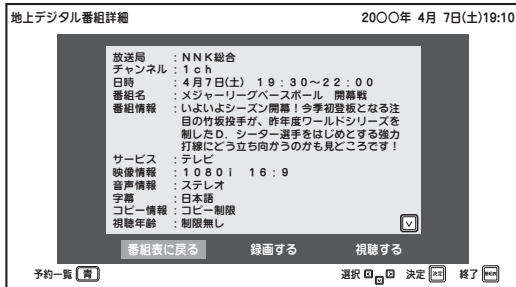 地上デジタル番組詳細 20〇〇年 4月 7日(土)19:10
放送局 :NNK総合
チャンネル:1ch
日時 :4月7日(土) 19:30~22:00
番組名 :メジャーリーグベースボール 開幕戦
番組情報 :いよいよシーズン開幕!今季初登板となる注
目の竹坂投手が、昨年度ワールドシリーズを
制したD.シーター選手をはじめとする強力
打線にどう立ち向かうのかも見どころです!
サービス :テレビ
映像情報 :1080i 16:9
音声情報 :ステレオ
字幕 :日本語
コピー情報:コピー制限
視聴年齢 :制限無し
番組表に戻る 録画する 視聴する
予約一覧 青 選択 決定 決定 終了